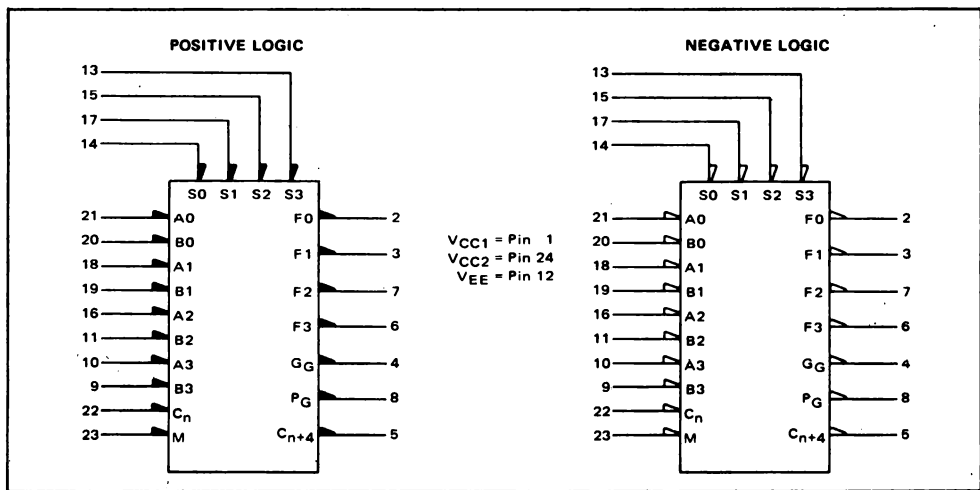 POSITIVE LOGIC
13
15
17
14
S0 S1 S2 S3
21 A0 F0 2
20 B0
18 A1 F1 3
19 B1 F2 7
16 A2
11 B2 F3 6
10 A3 GG 4
9 B3 PG 8
22 Cn
23 M Cn+4 5
VCC1 = Pin 1
VCC2 = Pin 24
VEE = Pin 12
NEGATIVE LOGIC
13
15
17
14
S0 S1 S2 S3
21 A0 F0 2
20 B0
18 A1 F1 3
19 B1 F2 7
16 A2
11 B2 F3 6
10 A3 GG 4
9 B3 PG 8
22 Cn
23 M Cn+4 5